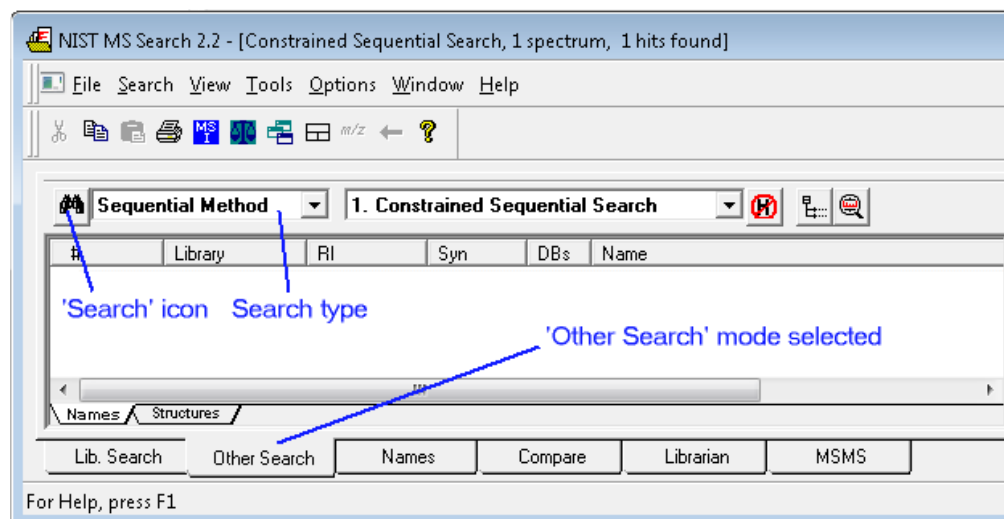 NIST MS Search 2.2 - [Constrained Sequential Search, 1 spectrum, 1 hits found]
File Search View Tools Options Window Help
MS I m/z ?
Sequential Method 1. Constrained Sequential Search H
# Library RI Syn DBs Name
'Search' icon Search type
'Other Search' mode selected
Names Structures
Lib. Search Other Search Names Compare Librarian MSMS
For Help, press F1